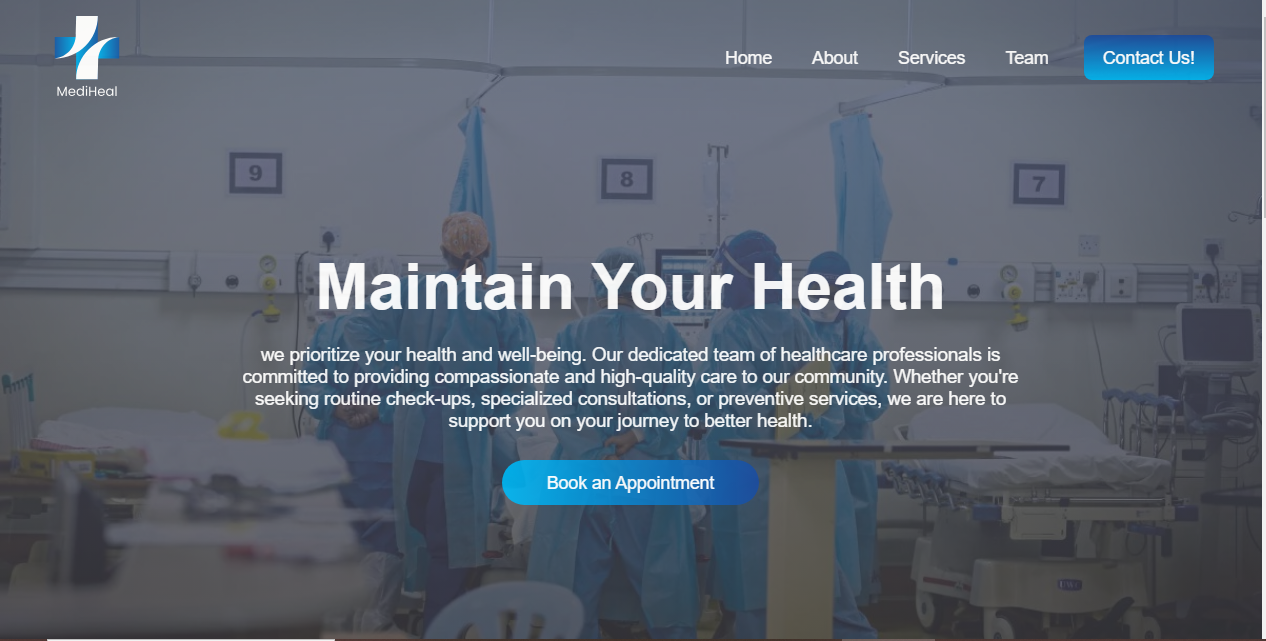 MediHeal
Home
About
Services
Team
Contact Us!
9
8
7
Maintain Your Health
we prioritize your health and well-being. Our dedicated team of healthcare professionals is
committed to providing compassionate and high-quality care to our community. Whether you're
seeking routine check-ups, specialized consultations, or preventive services, we are here to
support you on your journey to better health.
Book an Appointment